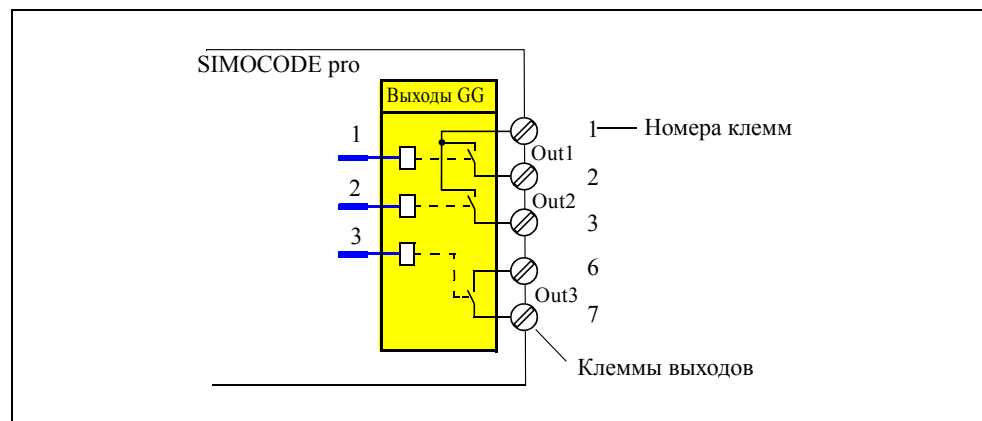 SIMOCODE pro
Выходы GG
1
1
Номера клемм
Out1
2
2
Out2
3
3
6
Out3
7
Клеммы выходов